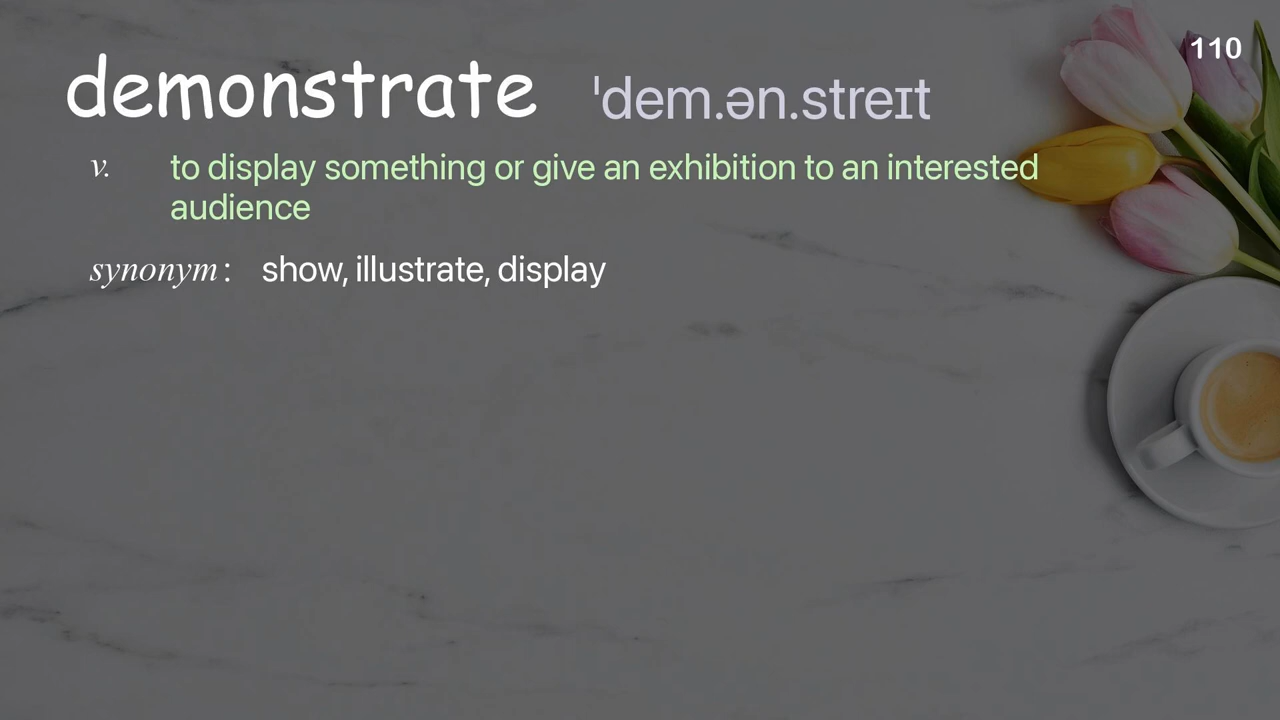 110
demonstrate ˈdem.ən.streɪt
v. to display something or give an exhibition to an interested
audience
synonym: show, illustrate, display